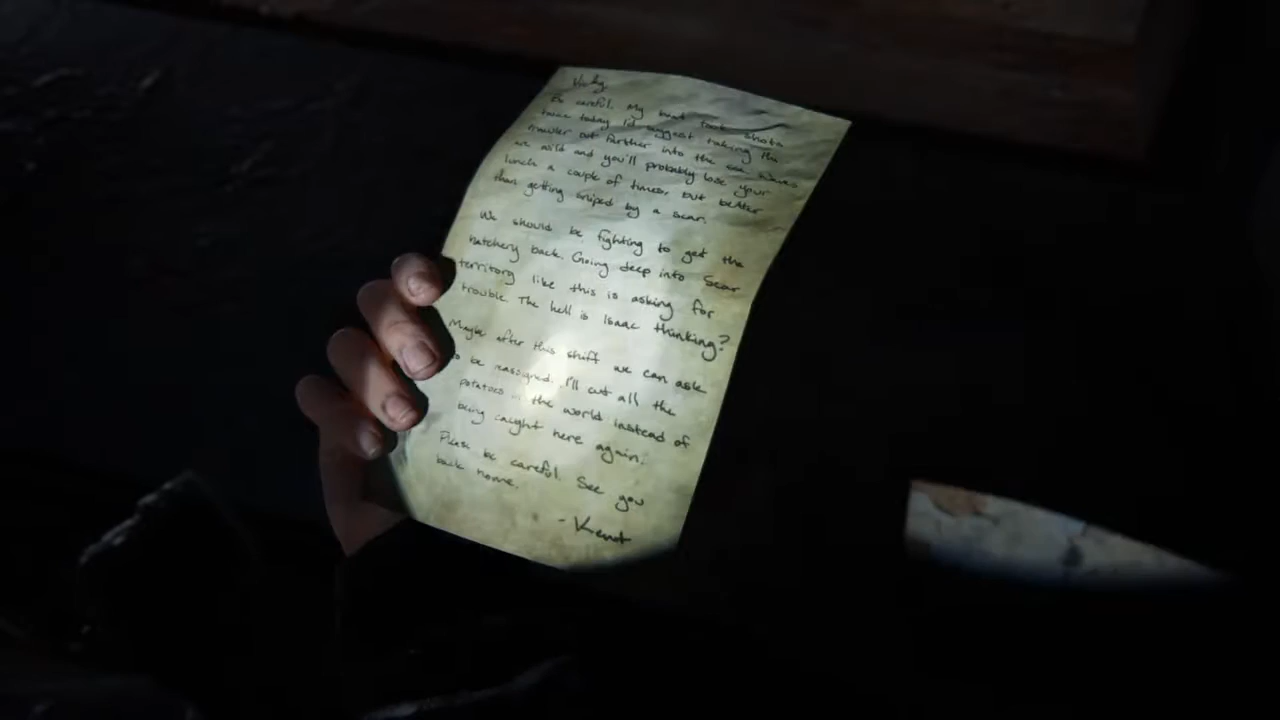 Vicky,
Be careful. My boat took shots
twice today. I'd suggest taking the
trawler out farther into the sea. Waves
are wild and you'll probably lose your
lunch a couple of times, but better
than getting sniped by a scar.
We should be fighting to get the
hatchery back. Going deep into Scar
territory like this is asking for
trouble. The hell is Isaac thinking?
Maybe after this shift we can ask
to be reassigned. I'll cut all the
potatoes in the world instead of
being caught here again.
Please be careful. See you
back home.
- Kent